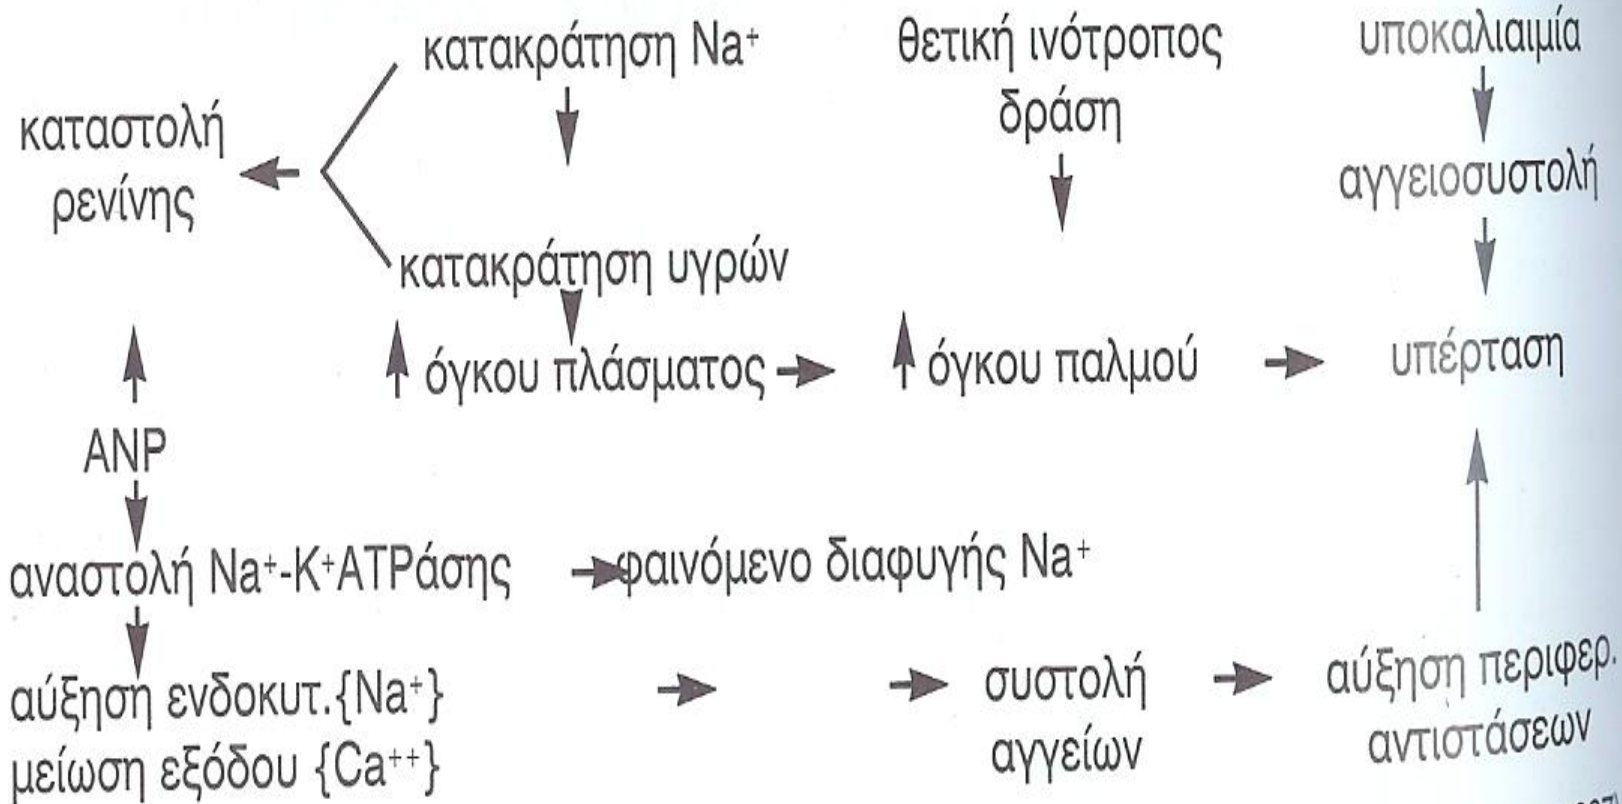 κατακράτηση Na⁺
θετική ινότροπος
δράση
υποκαλιαιμία
καταστολή
ρενίνης
αγγειοσυστολή
κατακράτηση υγρών
όγκου πλάσματος
όγκου παλμού
υπέρταση
ANP
αναστολή Na⁺-K⁺ATPάσης
φαινόμενο διαφυγής Na⁺
αύξηση ενδοκυτ.{Na⁺}
μείωση εξόδου {Ca⁺⁺}
συστολή
αγγείων
αύξηση περιφερ.
αντιστάσεων